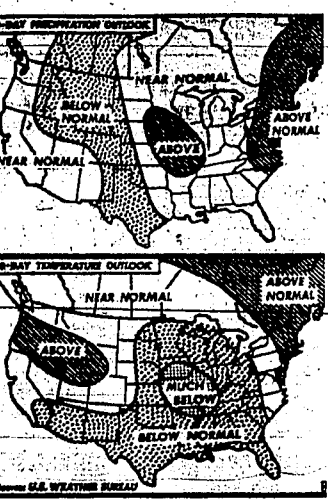 -DAY PRECIPITATION OUTLOOK
NEAR NORMAL
BELOW
NORMAL
ABOVE
ABOVE
NORMAL
NEAR NORMAL
-DAY TEMPERATURE OUTLOOK
ABOVE
NORMAL
NEAR NORMAL
ABOVE
MUCH
BELOW
BELOW NORMAL
U.S. WEATHER BUREAU